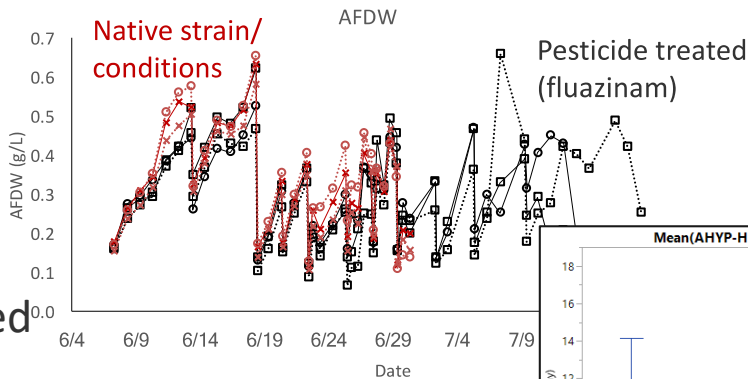 AFDW
Native strain/
conditions
Pesticide treated
(fluazinam)
0.7
0.6
0.5
0.4
0.3
0.2
0.1
0.0
AFDW (g/L)
ed
6/4
6/9
6/14
6/19
6/24
6/29
7/4
7/9
Date
Mean(AHYP-H
18
16
14
12